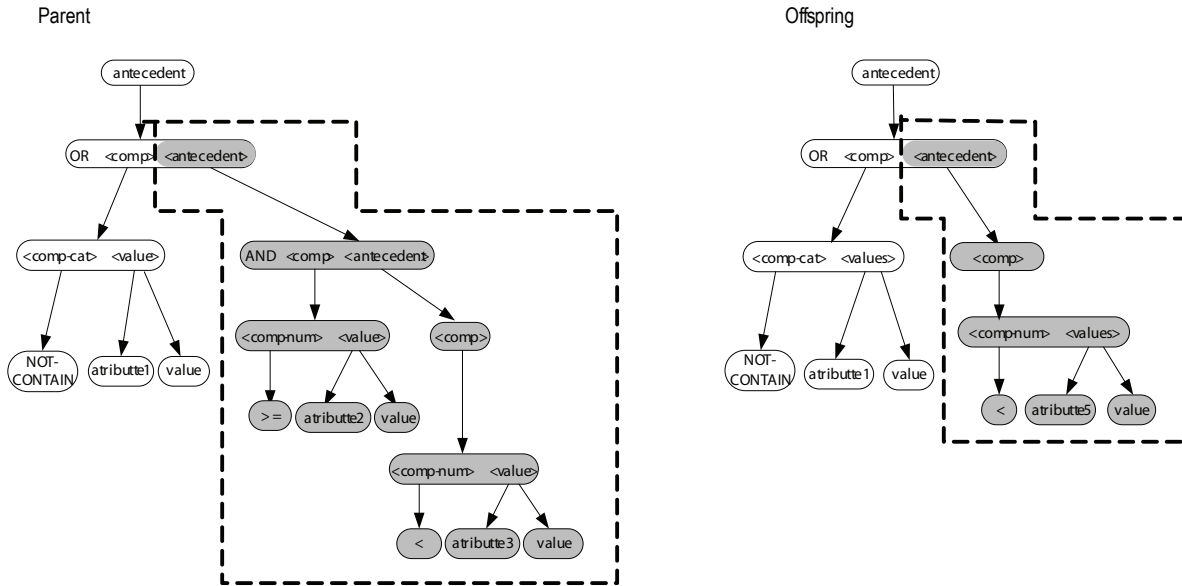 Parent
Offspring
antecedent
antecedent
OR <comp> <antecedent>
OR <comp> <antecedent>
<comp-cat> <value>
AND <comp> <antecedent>
<comp-cat> <values>
<comp>
<comp-num> <value>
<comp>
<comp-num> <values>
NOT-
CONTAIN
atributte1
value
NOT-
CONTAIN
atributte1
value
>=
atributte2
value
<
atributte5
value
<comp-num> <value>
<
atributte3
value